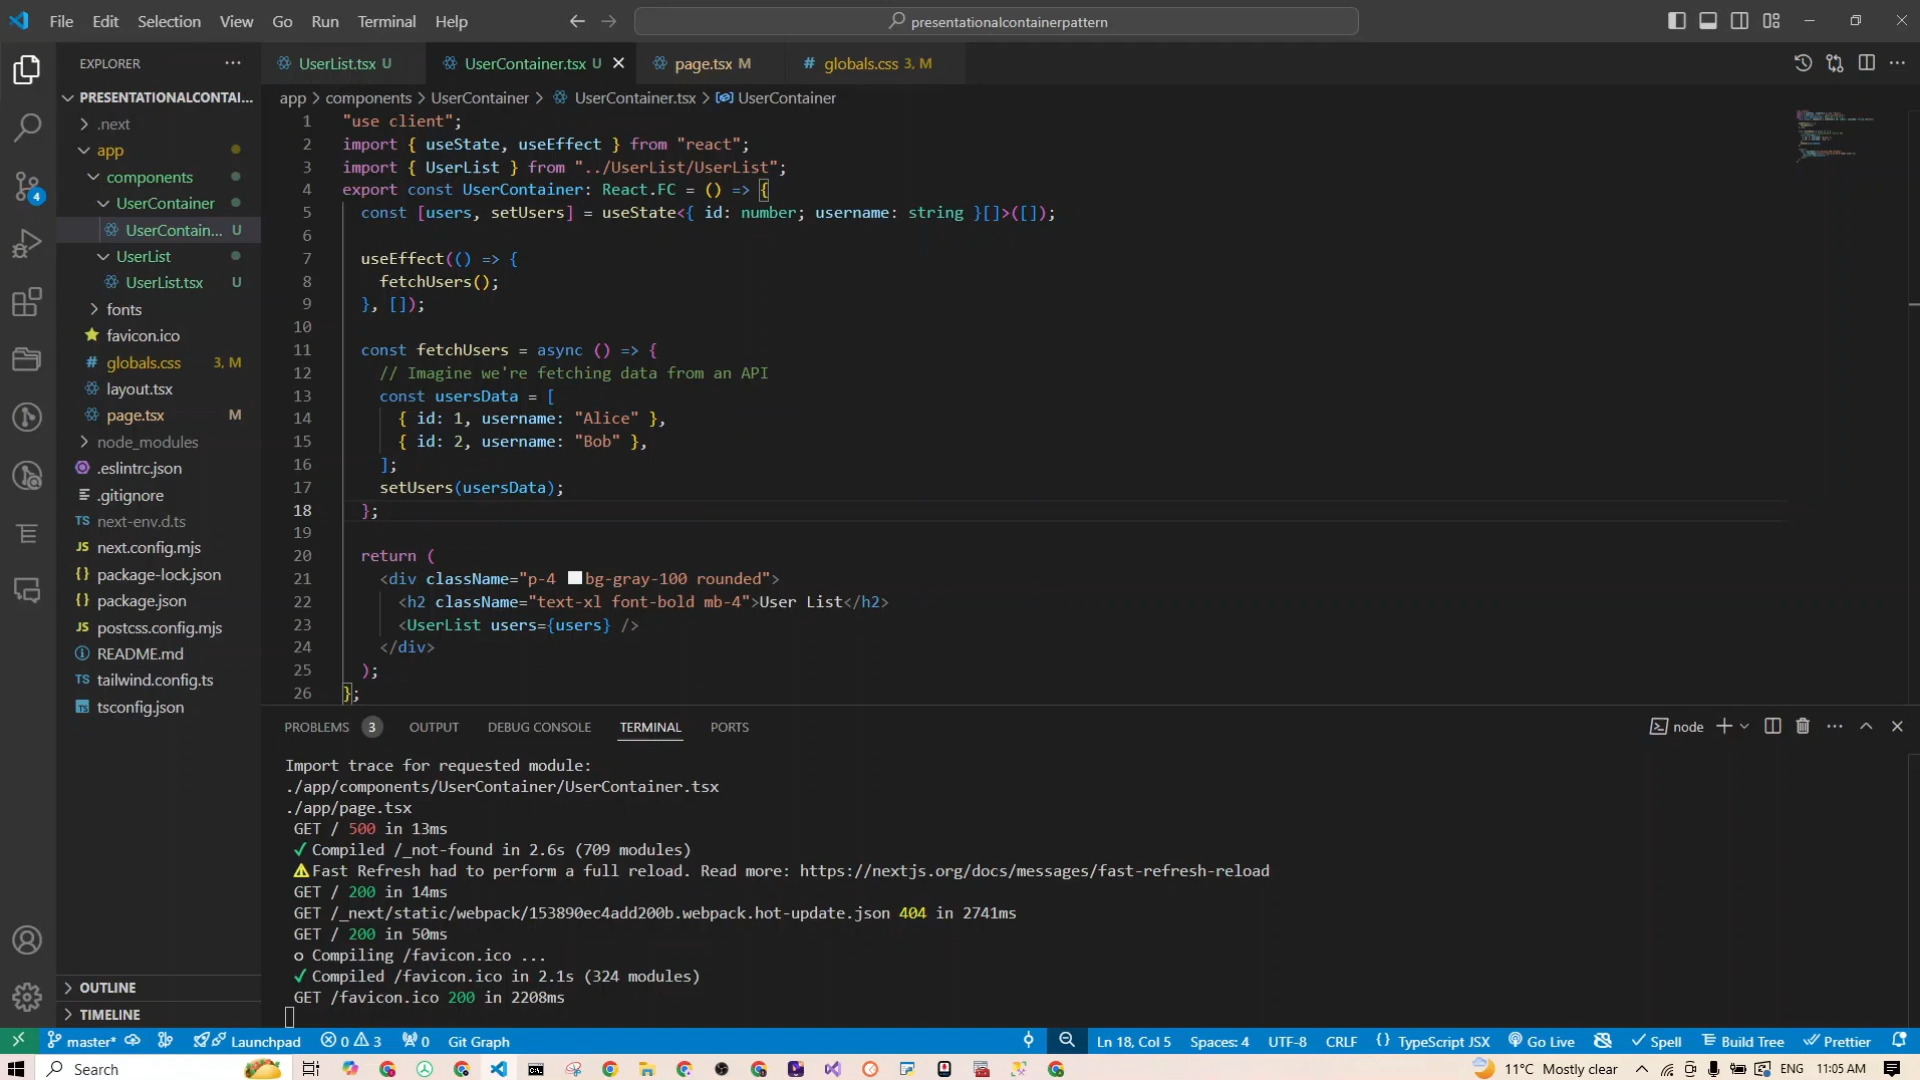 File Edit Selection View Go Run Terminal Help
presentationalcontainerpattern
EXPLORER
PRESENTATIONALCONTAI...
.next
app
components
UserContainer
UserContain... U
UserList
UserList.tsx U
fonts
favicon.ico
globals.css 3, M
layout.tsx
page.tsx M
node_modules
.eslintrc.json
.gitignore
next-env.d.ts
next.config.mjs
package-lock.json
package.json
postcss.config.mjs
README.md
tailwind.config.ts
tsconfig.json
OUTLINE
TIMELINE
4
UserList.tsx U
UserContainer.tsx U
page.tsx M
globals.css 3, M
app > components > UserContainer > UserContainer.tsx > UserContainer
1 "use client";
2 import { useState, useEffect } from "react";
3 import { UserList } from "../UserList/UserList";
4 export const UserContainer: React.FC = () => {
5 const [users, setUsers] = useState<{ id: number; username: string }[]>([]);
6
7 useEffect(() => {
8 fetchUsers();
9 }, []);
10
11 const fetchUsers = async () => {
12 // Imagine we're fetching data from an API
13 const usersData = [
14 { id: 1, username: "Alice" },
15 { id: 2, username: "Bob" },
16 ];
17 setUsers(usersData);
18 };
19
20 return (
21 <div className="p-4 bg-gray-100 rounded">
22 <h2 className="text-xl font-bold mb-4">User List</h2>
23 <UserList users={users} />
24 </div>
25 );
26 };
PROBLEMS 3 OUTPUT DEBUG CONSOLE TERMINAL PORTS
node
Import trace for requested module:
./app/components/UserContainer/UserContainer.tsx
./app/page.tsx
GET / 500 in 13ms
✓ Compiled /_not-found in 2.6s (709 modules)
⚠ Fast Refresh had to perform a full reload. Read more: https://nextjs.org/docs/messages/fast-refresh-reload
GET / 200 in 14ms
GET /_next/static/webpack/153890ec4add200b.webpack.hot-update.json 404 in 2741ms
GET / 200 in 50ms
o Compiling /favicon.ico ...
✓ Compiled /favicon.ico in 2.1s (324 modules)
GET /favicon.ico 200 in 2208ms
master* Launchpad 0 3 0 Git Graph Ln 18, Col 5 Spaces: 4 UTF-8 CRLF {} TypeScript JSX Go Live Spell Build Tree Prettier
Search 11°C Mostly clear ENG 11:05 AM